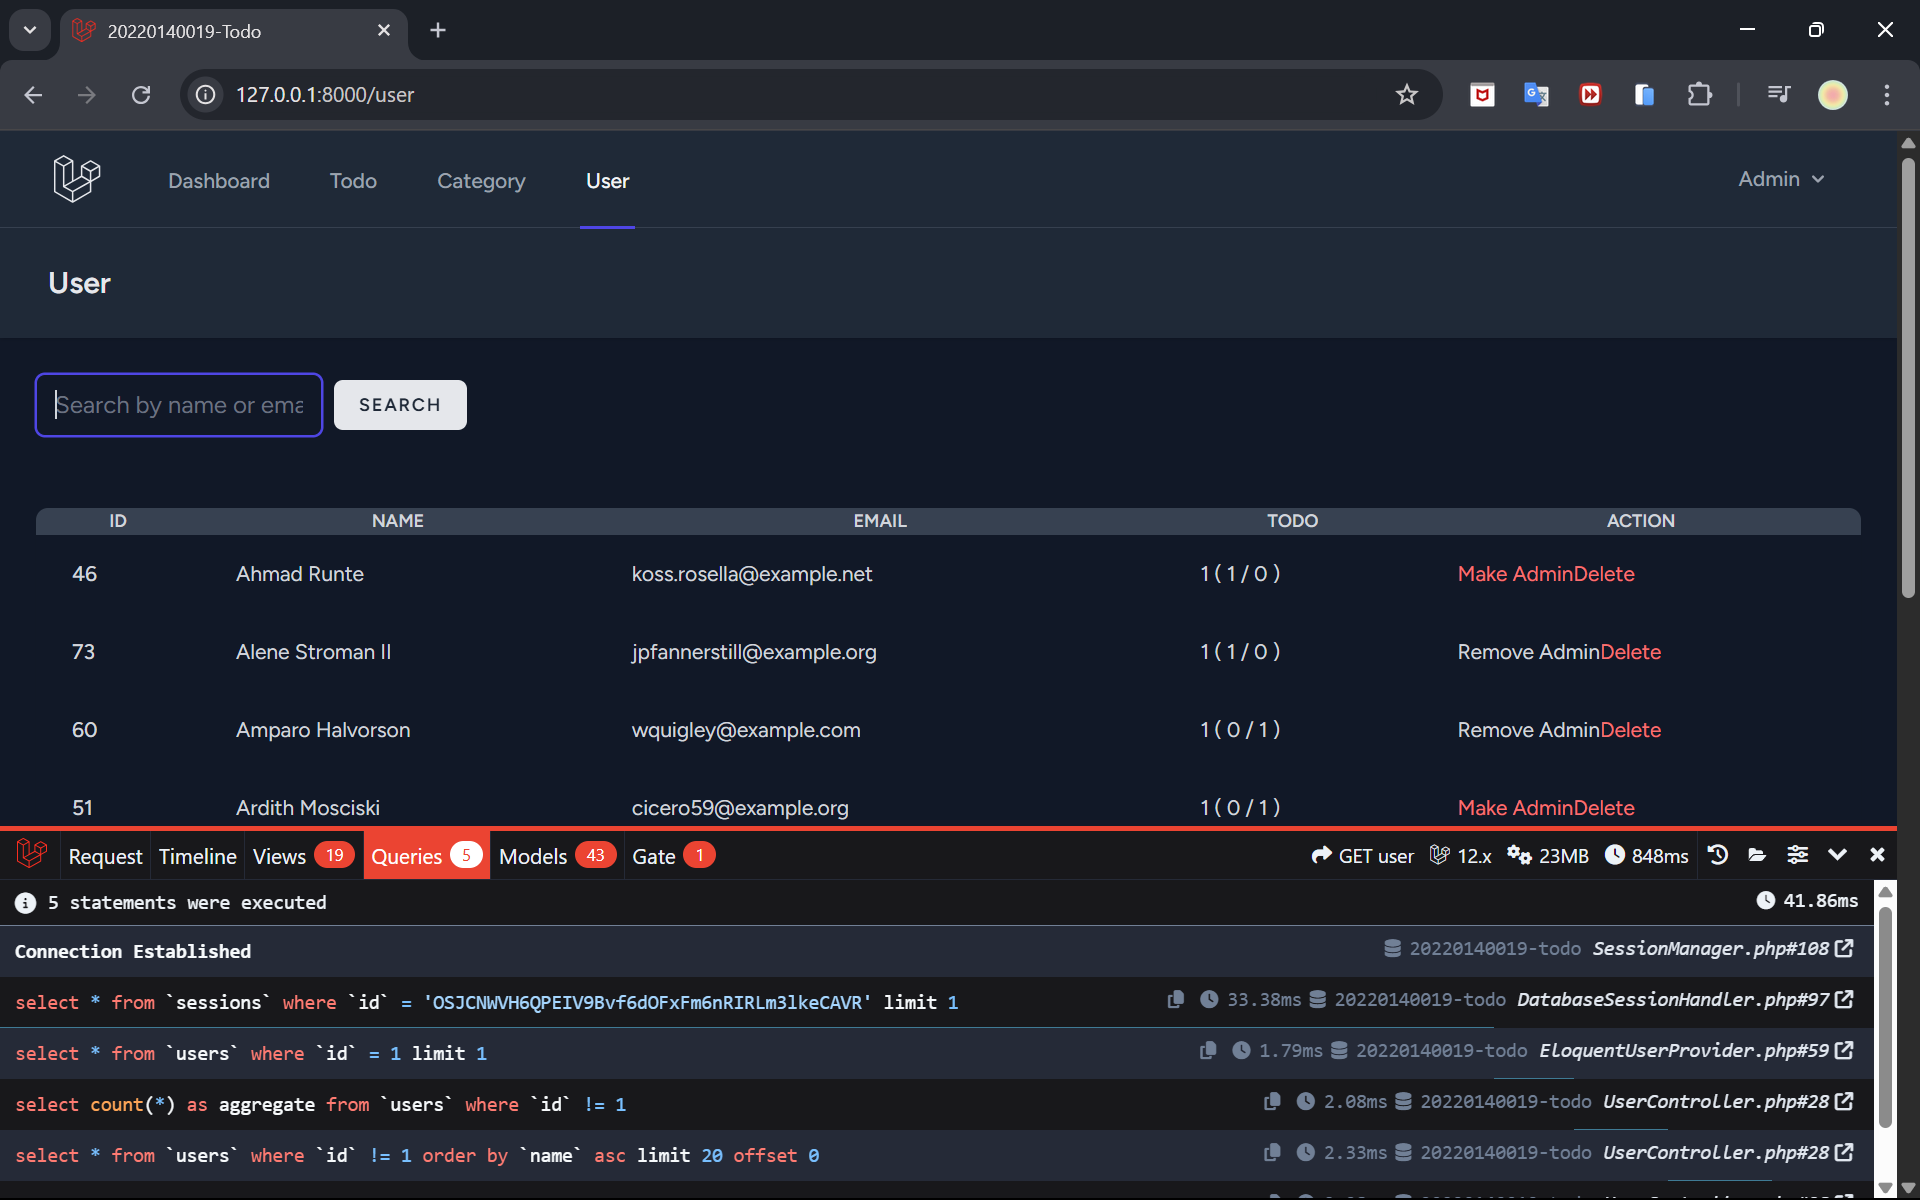 20220140019-Todo
127.0.0.1:8000/user
Dashboard Todo Category User Admin
User
Search by name or ema SEARCH
ID NAME EMAIL TODO ACTION
46 Ahmad Runte koss.rosella@example.net 1 ( 1 / 0 ) Make AdminDelete
73 Alene Stroman II jpfannerstill@example.org 1 ( 1 / 0 ) Remove AdminDelete
60 Amparo Halvorson wquigley@example.com 1 ( 0 / 1 ) Remove AdminDelete
51 Ardith Mosciski cicero59@example.org 1 ( 0 / 1 ) Make AdminDelete
Request Timeline Views 19 Queries 5 Models 43 Gate 1 GET user 12.x 23MB 848ms
5 statements were executed 41.86ms
Connection Established 20220140019-todo SessionManager.php#108
select * from `sessions` where `id` = 'OSJCNWVH6QPEIV9Bvf6dOFxFm6nRIRLm3lkeCAVR' limit 1 33.38ms 20220140019-todo DatabaseSessionHandler.php#97
select * from `users` where `id` = 1 limit 1 1.79ms 20220140019-todo EloquentUserProvider.php#59
select count(*) as aggregate from `users` where `id` != 1 2.08ms 20220140019-todo UserController.php#28
select * from `users` where `id` != 1 order by `name` asc limit 20 offset 0 2.33ms 20220140019-todo UserController.php#28